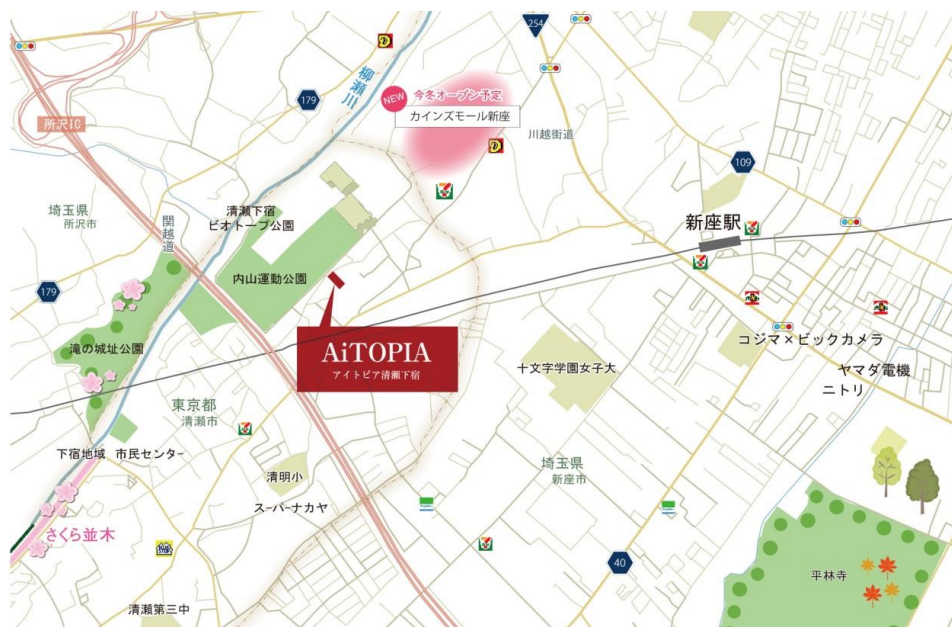 254
179
柳瀬川
NEW 今冬オープン予定
カインズモール新座
所沢IC
川越街道
109
埼玉県
所沢市
関越道
清瀬下宿
ビオトープ公園
新座駅
内山運動公園
179
滝の城址公園
AiTOPIA
アイトピア清瀬下宿
コジマ×ビックカメラ
十文字学園女子大
ヤマダ電機
ニトリ
東京都
清瀬市
下宿地域 市民センター
清明小
埼玉県
新座市
スーパーナカヤ
さくら並木
40
平林寺
清瀬第三中